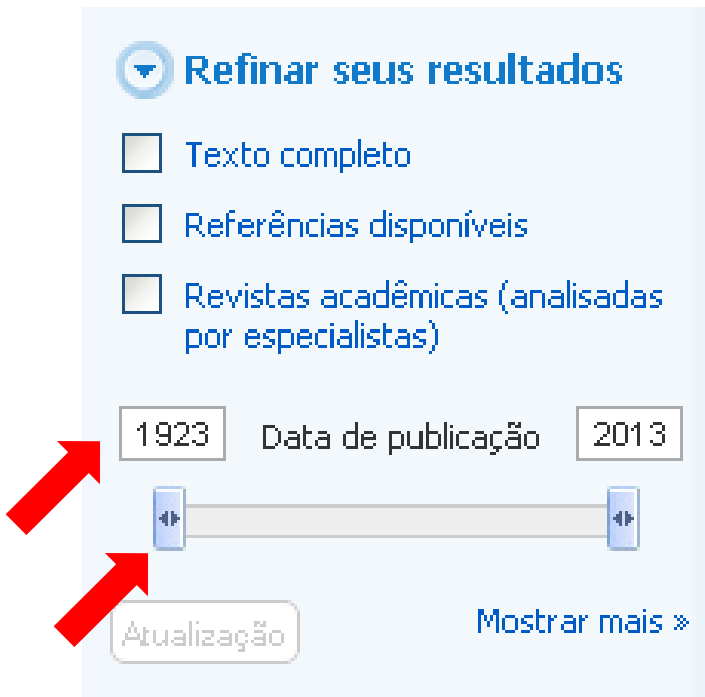 Refinar seus resultados
Texto completo
Referências disponíveis
Revistas acadêmicas (analisadas
por especialistas)
1923 Data de publicação 2013
Atualização
Mostrar mais »